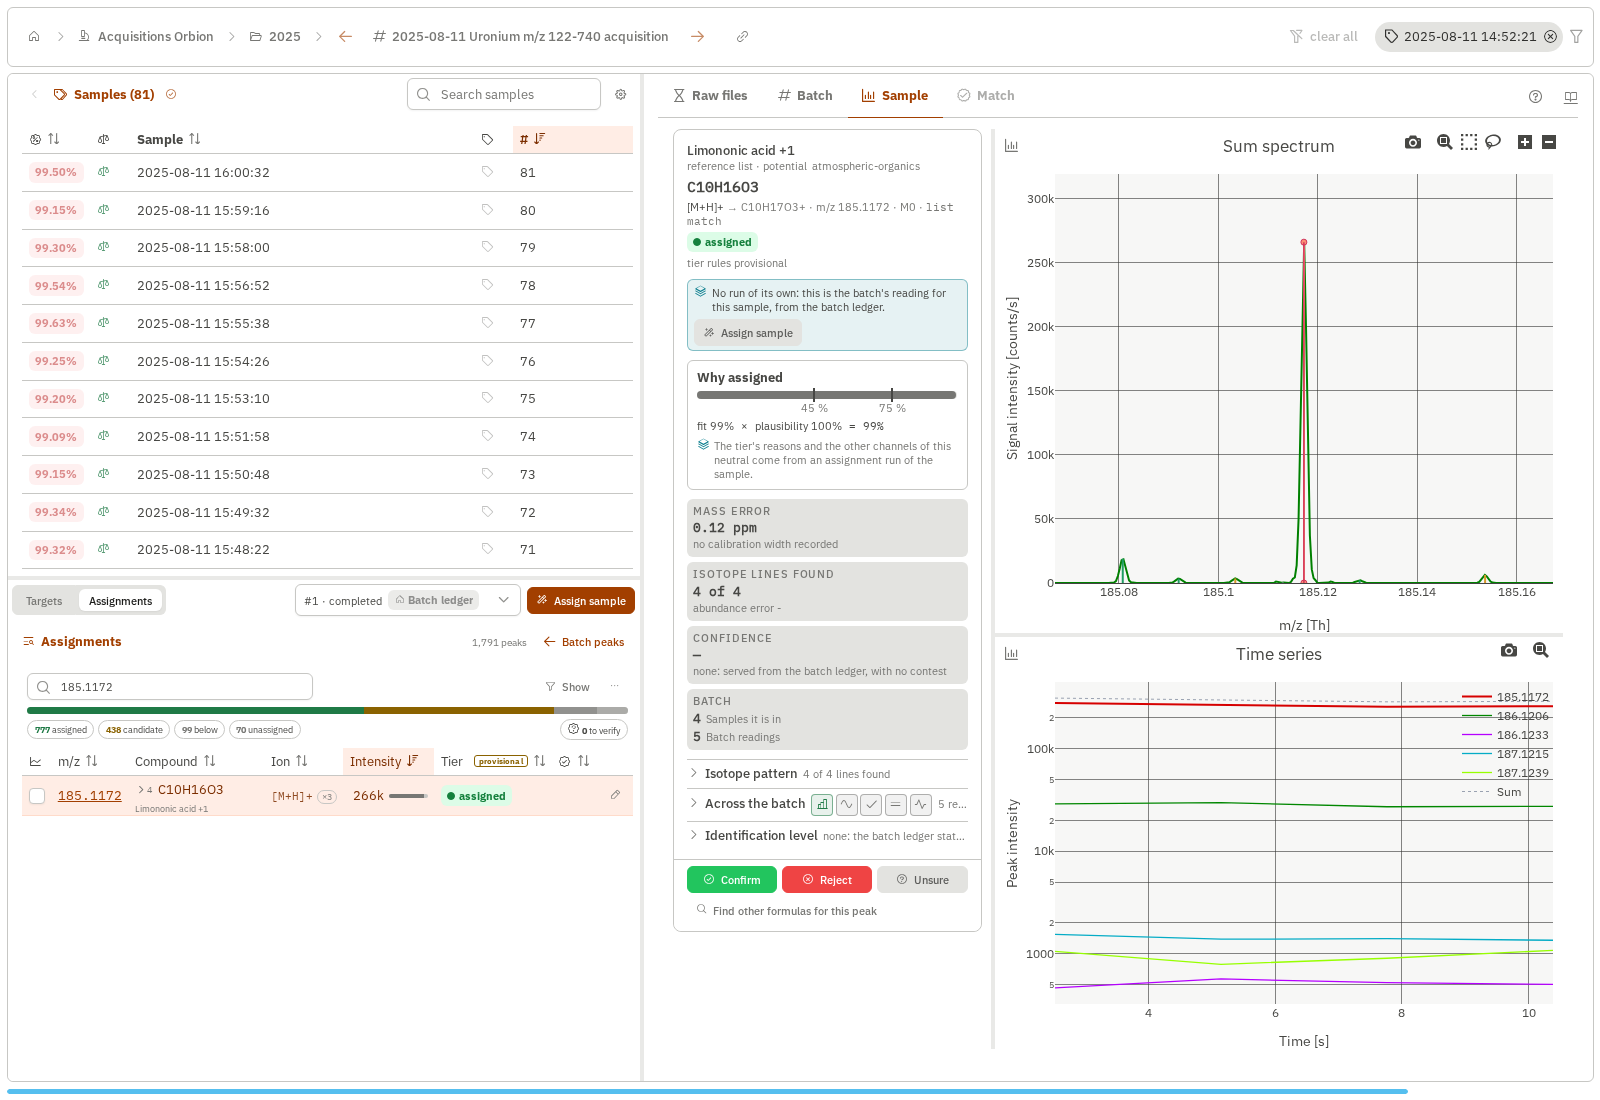 Acquisitions Orbion
2025
2025-08-11 Uronium m/z 122-740 acquisition
clear all
2025-08-11 14:52:21
Samples (81)
Search samples
Sample
#
99.50% 2025-08-11 16:00:32 81
99.15% 2025-08-11 15:59:16 80
99.30% 2025-08-11 15:58:00 79
99.54% 2025-08-11 15:56:52 78
99.63% 2025-08-11 15:55:38 77
99.25% 2025-08-11 15:54:26 76
99.20% 2025-08-11 15:53:10 75
99.09% 2025-08-11 15:51:58 74
99.15% 2025-08-11 15:50:48 73
99.34% 2025-08-11 15:49:32 72
99.32% 2025-08-11 15:48:22 71
Targets
Assignments
#1 · completed
Batch ledger
Assign sample
Assignments
1,791 peaks
Batch peaks
185.1172
Show
...
777 assigned
438 candidate
99 below
70 unassigned
0 to verify
m/z
Compound
Ion
Intensity
Tier
provisional
185.1172
4 C10H16O3
Limononic acid +1
[M+H]+ ×3
266k
assigned
Raw files
# Batch
Sample
Match
Limononic acid +1
reference list · potential atmospheric-organics
C10H16O3
[M+H]+ → C10H17O3+ · m/z 185.1172 · M0 · list
match
assigned
tier rules provisional
No run of its own: this is the batch's reading for
this sample, from the batch ledger.
Assign sample
Why assigned
45 %
75 %
fit 99% × plausibility 100% = 99%
The tier's reasons and the other channels of this
neutral come from an assignment run of the
sample.
MASS ERROR
0.12 ppm
no calibration width recorded
ISOTOPE LINES FOUND
4 of 4
abundance error -
CONFIDENCE
—
none: served from the batch ledger, with no contest
BATCH
4 Samples it is in
5 Batch readings
Isotope pattern 4 of 4 lines found
Across the batch
5 re...
Identification level none: the batch ledger stat...
Confirm
Reject
Unsure
Find other formulas for this peak
Sum spectrum
Signal intensity [counts/s]
300k
250k
200k
150k
100k
50k
0
185.08
185.1
185.12
185.14
185.16
m/z [Th]
Time series
Peak intensity
2
100k
5
2
10k
5
2
1000
5
185.1172
186.1206
186.1233
187.1215
187.1239
Sum
4
6
8
10
Time [s]